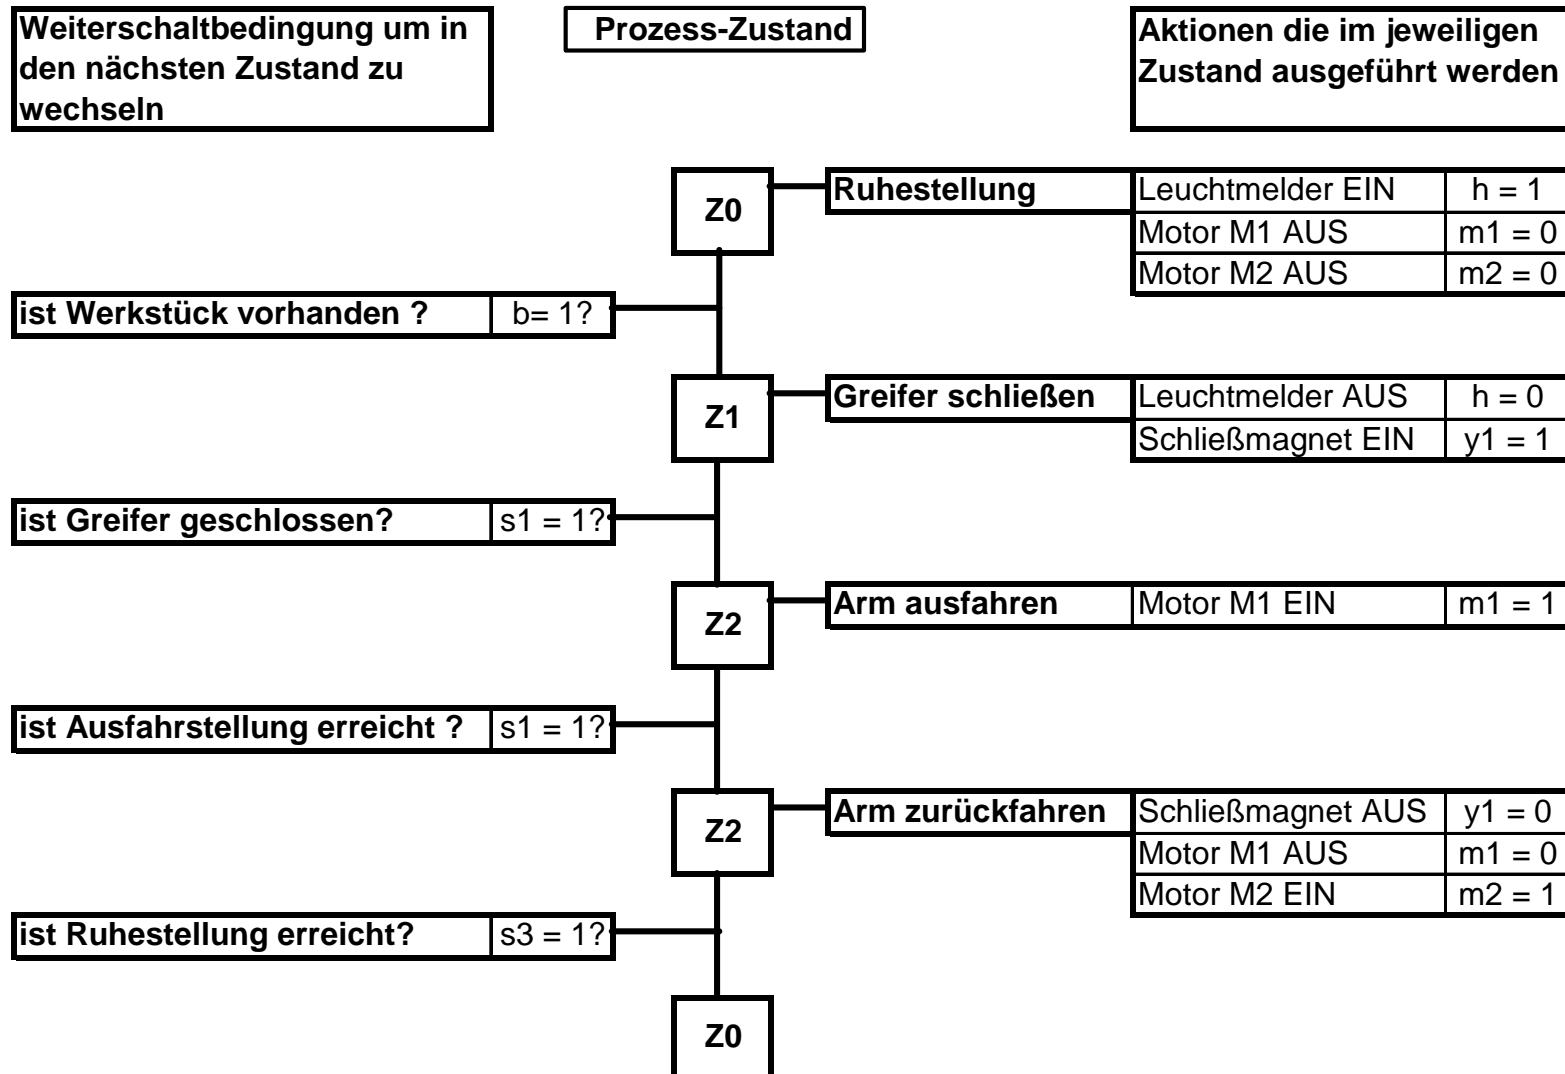 Weiterschaltbedingung um in
den nächsten Zustand zu
wechseln
Prozess-Zustand
Aktionen die im jeweiligen
Zustand ausgeführt werden
Z0
Ruhestellung
Leuchtmelder EIN
h = 1
Motor M1 AUS
m1 = 0
Motor M2 AUS
m2 = 0
ist Werkstück vorhanden ?
b= 1?
Z1
Greifer schließen
Leuchtmelder AUS
h = 0
Schließmagnet EIN
y1 = 1
ist Greifer geschlossen?
s1 = 1?
Z2
Arm ausfahren
Motor M1 EIN
m1 = 1
ist Ausfahrstellung erreicht ?
s1 = 1?
Z2
Arm zurückfahren
Schließmagnet AUS
y1 = 0
Motor M1 AUS
m1 = 0
Motor M2 EIN
m2 = 1
ist Ruhestellung erreicht?
s3 = 1?
Z0